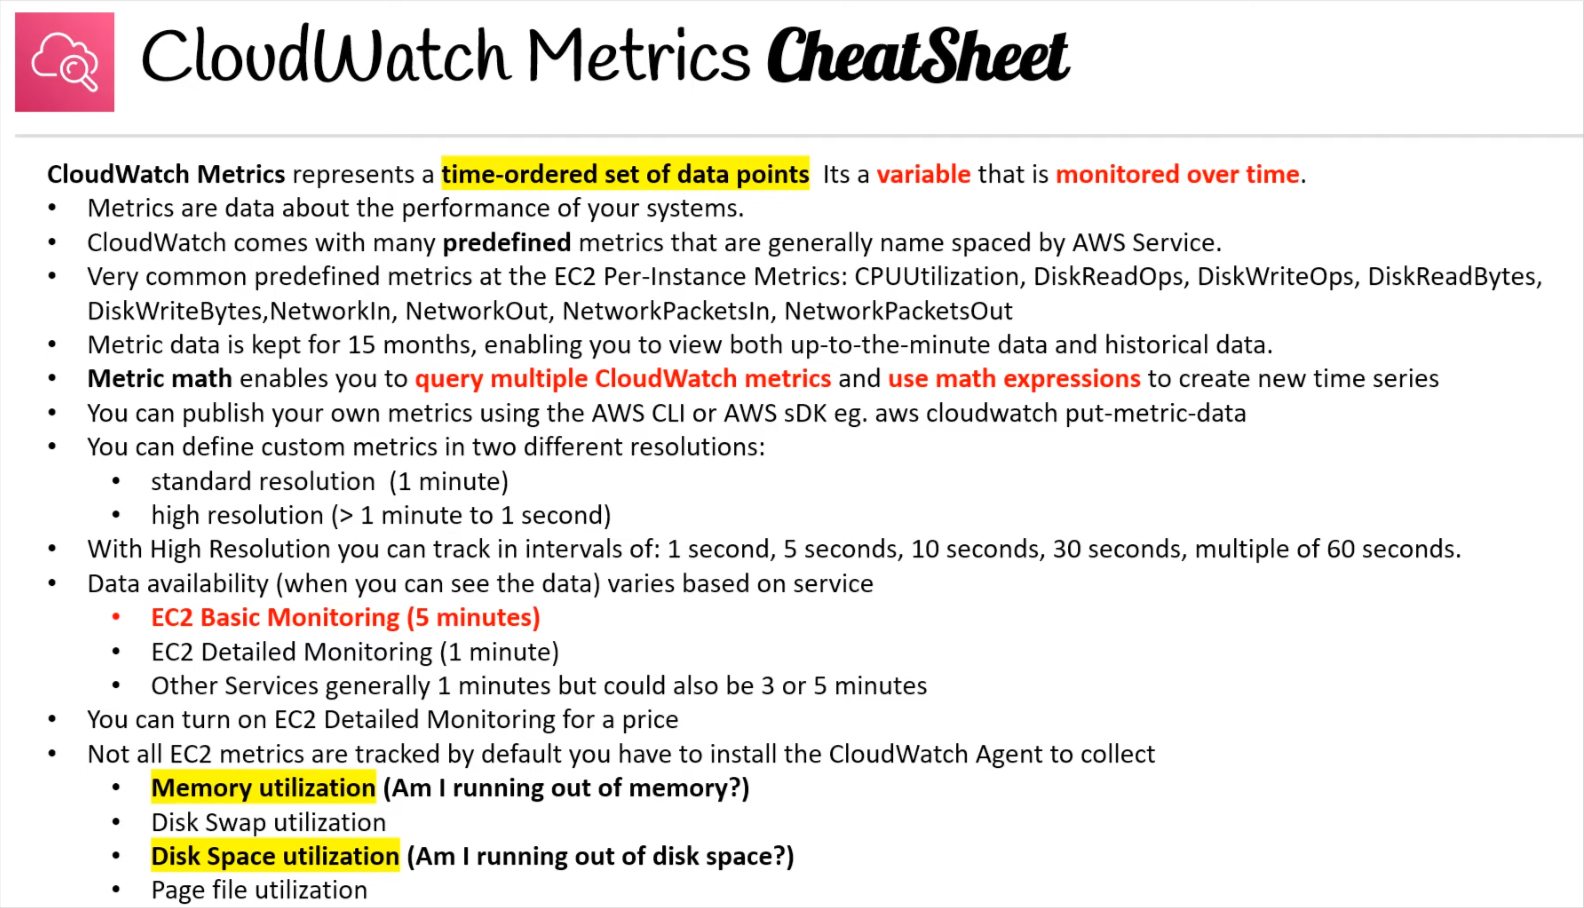 CloudWatch Metrics CheatSheet
CloudWatch Metrics represents a time-ordered set of data points  Its a variable that is monitored over time.
• Metrics are data about the performance of your systems.
• CloudWatch comes with many predefined metrics that are generally name spaced by AWS Service.
• Very common predefined metrics at the EC2 Per-Instance Metrics: CPUUtilization, DiskReadOps, DiskWriteOps, DiskReadBytes,
DiskWriteBytes,NetworkIn, NetworkOut, NetworkPacketsIn, NetworkPacketsOut
• Metric data is kept for 15 months, enabling you to view both up-to-the-minute data and historical data.
• Metric math enables you to query multiple CloudWatch metrics and use math expressions to create new time series
• You can publish your own metrics using the AWS CLI or AWS sDK eg. aws cloudwatch put-metric-data
• You can define custom metrics in two different resolutions:
• standard resolution  (1 minute)
• high resolution (> 1 minute to 1 second)
• With High Resolution you can track in intervals of: 1 second, 5 seconds, 10 seconds, 30 seconds, multiple of 60 seconds.
• Data availability (when you can see the data) varies based on service
• EC2 Basic Monitoring (5 minutes)
• EC2 Detailed Monitoring (1 minute)
• Other Services generally 1 minutes but could also be 3 or 5 minutes
• You can turn on EC2 Detailed Monitoring for a price
• Not all EC2 metrics are tracked by default you have to install the CloudWatch Agent to collect
• Memory utilization (Am I running out of memory?)
• Disk Swap utilization
• Disk Space utilization (Am I running out of disk space?)
• Page file utilization